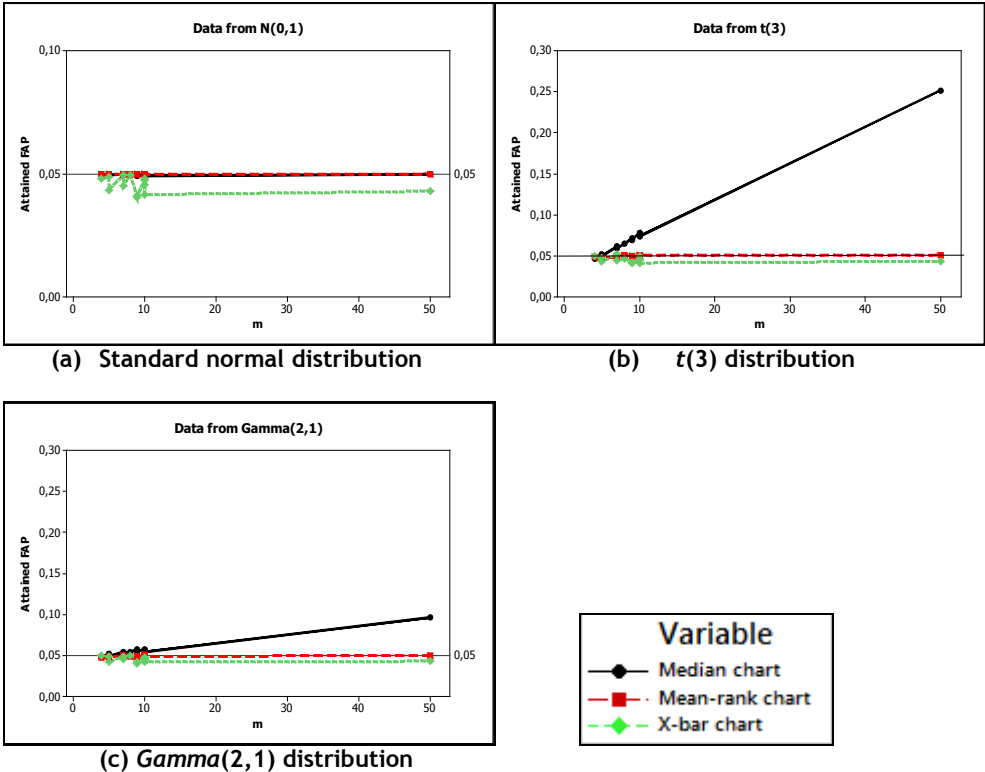 Data from N(0,1)
0,10
0,05
0,00
Attained FAP
0,05
0 10 20 30 40 50
m
(a) Standard normal distribution
Data from t(3)
0,30
0,25
0,20
0,15
0,10
0,05
0,00
Attained FAP
0,05
0 10 20 30 40 50
m
(b) t(3) distribution
Data from Gamma(2,1)
0,30
0,25
0,20
0,15
0,10
0,05
0,00
Attained FAP
0,05
0 10 20 30 40 50
m
(c) Gamma(2,1) distribution
Variable
Median chart
Mean-rank chart
X-bar chart